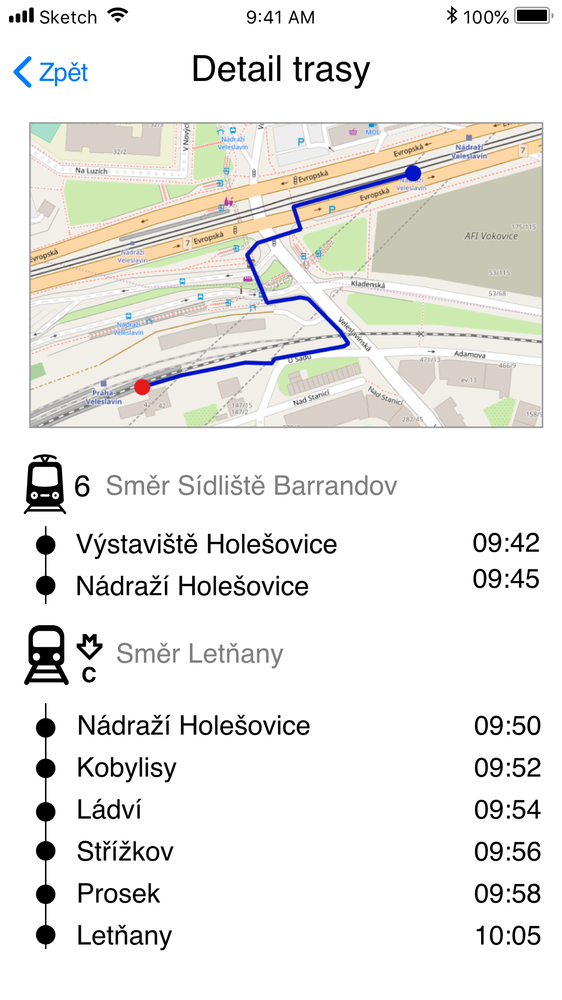 Sketch 9:41 AM 100%
Zpět Detail trasy
32/3
V Nových
Nádraží
Veleslavín
P
MOL
Nádraží
Veleslavín
7
32/2
Evropská
Na Luzích
Evropská
Nádraží
Veleslavín
Evropská
P
175/115
AFI Vokovice
7 Evropská
Evropská
Nádraží
Veleslavín
53/115
Kladenská
53/68
i
Nádraží
Veleslavín
Veleslavínská
U Sadu
Adamova
471/13
466/9
ev.13
Praha-
Veleslavín
Nad Stanicí
Nad Stanicí
42 42
147/15
147/2
282/45
158/9
6 Směr Sídliště Barrandov
Výstaviště Holešovice 09:42
Nádraží Holešovice 09:45
M
C
Směr Letňany
Nádraží Holešovice 09:50
Kobylisy 09:52
Ládví 09:54
Střížkov 09:56
Prosek 09:58
Letňany 10:05